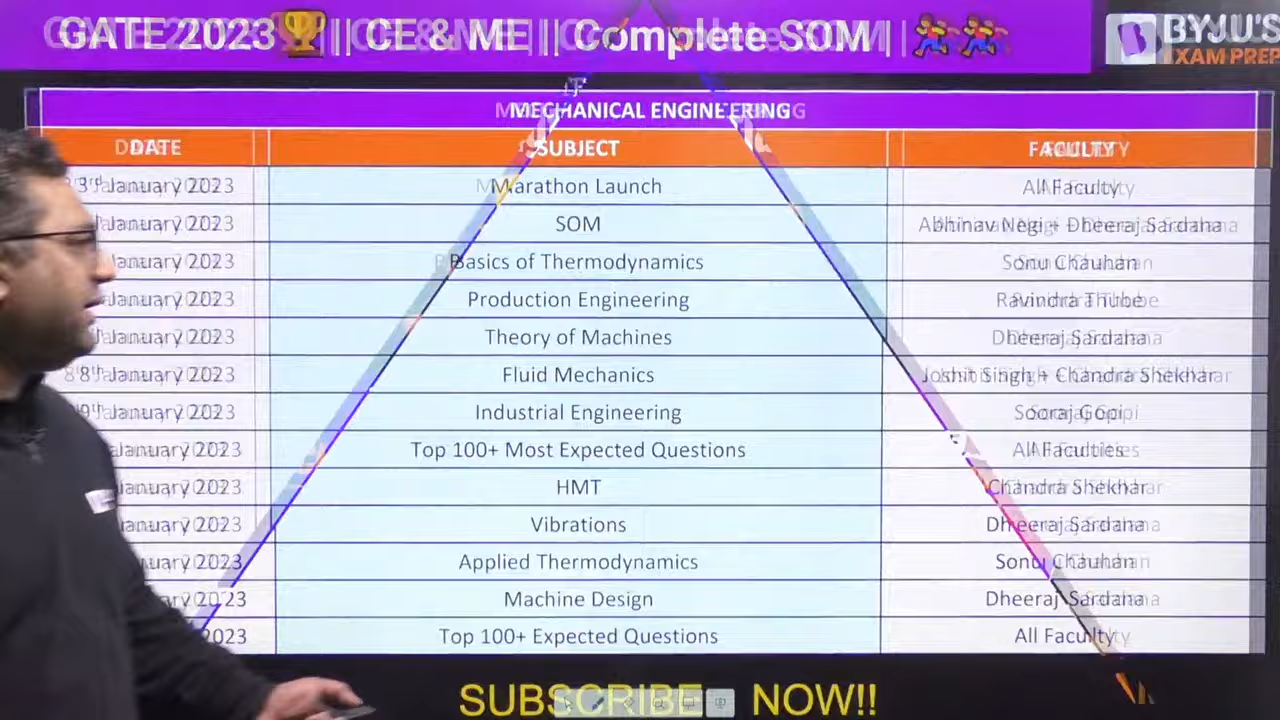 GATE 2023🏆 || CE & ME || Complete SOM ||
BYJU'S
EXAM PREP
MECHANICAL ENGINEERING
DATE SUBJECT FACULTY
3rd January 2023 Marathon Launch All Faculty
January 2023 SOM Abhinav Negi + Dheeraj Sardana
January 2023 Basics of Thermodynamics Sonu Chauhan
January 2023 Production Engineering Ravindra Thube
January 2023 Theory of Machines Dheeraj Sardana
8th January 2023 Fluid Mechanics Joshit Singh + Chandra Shekhar
9th January 2023 Industrial Engineering Sooraj Gopi
January 2023 Top 100+ Most Expected Questions All Faculties
January 2023 HMT Chandra Shekhar
January 2023 Vibrations Dheeraj Sardana
2023 Applied Thermodynamics Sonu Chauhan
2023 Machine Design Dheeraj Sardana
2023 Top 100+ Expected Questions All Faculty
SUBSCRIBE NOW!!